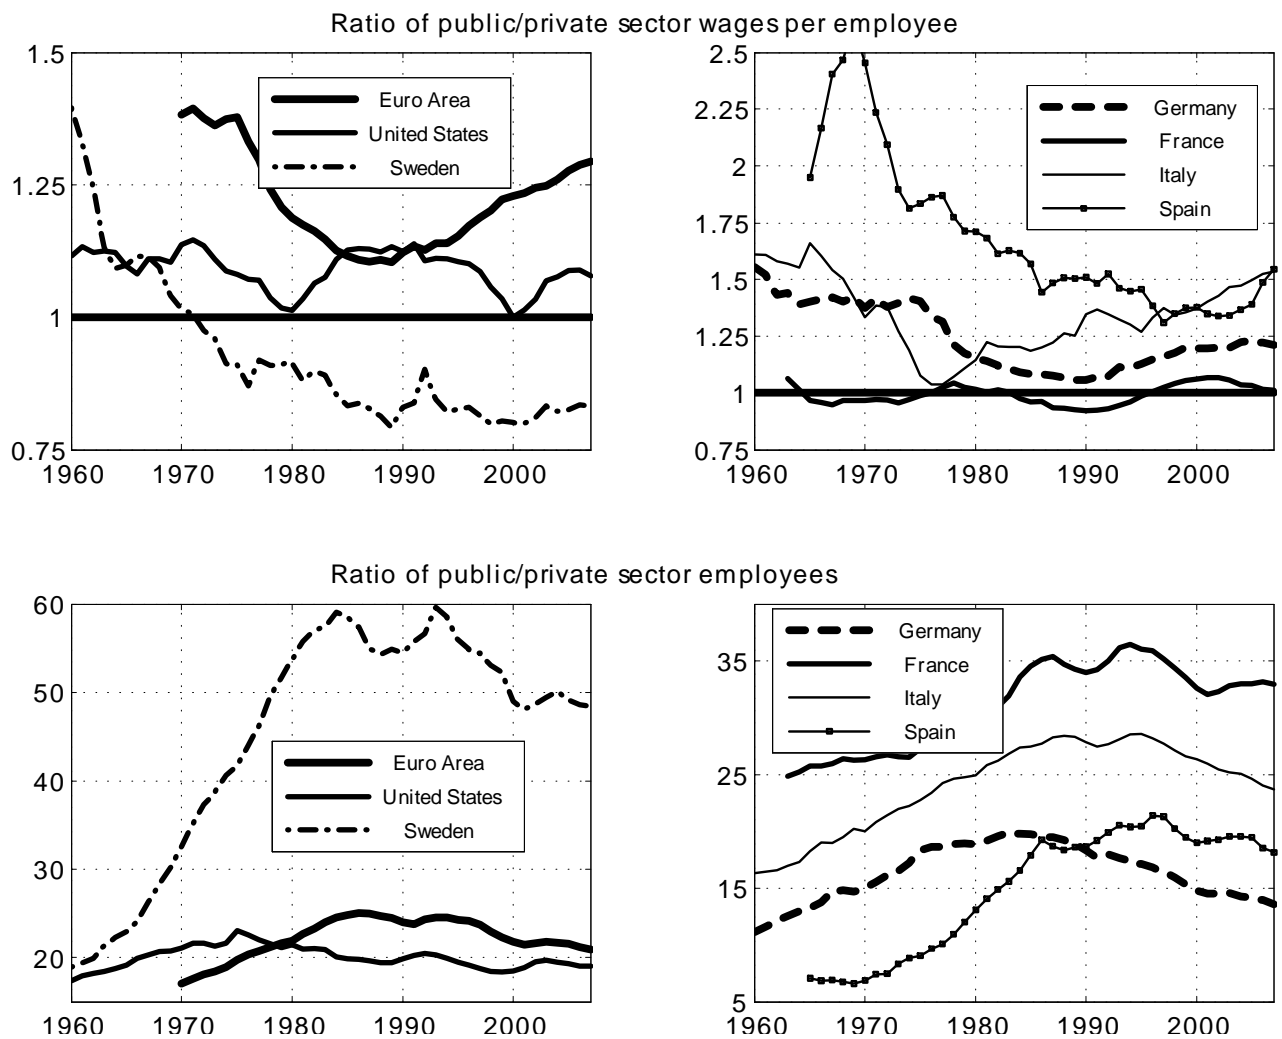 Ratio of public/private sector wages per employee
1.5
1.25
1
0.75
1960 1970 1980 1990 2000
Euro Area
United States
Sweden
2.5
2.25
2
1.75
1.5
1.25
1
0.75
1960 1970 1980 1990 2000
Germany
France
Italy
Spain
Ratio of public/private sector employees
60
50
40
30
20
1960 1970 1980 1990 2000
Euro Area
United States
Sweden
35
25
15
5
1960 1970 1980 1990 2000
Germany
France
Italy
Spain